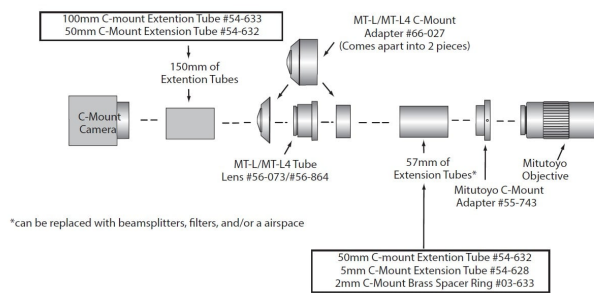 100mm C-mount Extention Tube #54-633
50mm C-Mount Extension Tube #54-632
MT-L/MT-L4 C-Mount
Adapter #66-027
(Comes apart into 2 pieces)
150mm of
Extention Tubes
C-Mount
Camera
MT-L/MT-L4 Tube
Lens #56-073/#56-864
57mm of
Extension Tubes*
Mitutoyo
Objective
Mitutoyo C-Mount
Adapter #55-743
*can be replaced with beamsplitters, filters, and/or a airspace
50mm C-mount Extention Tube #54-632
5mm C-Mount Extension Tube #54-628
2mm C-Mount Brass Spacer Ring #03-633